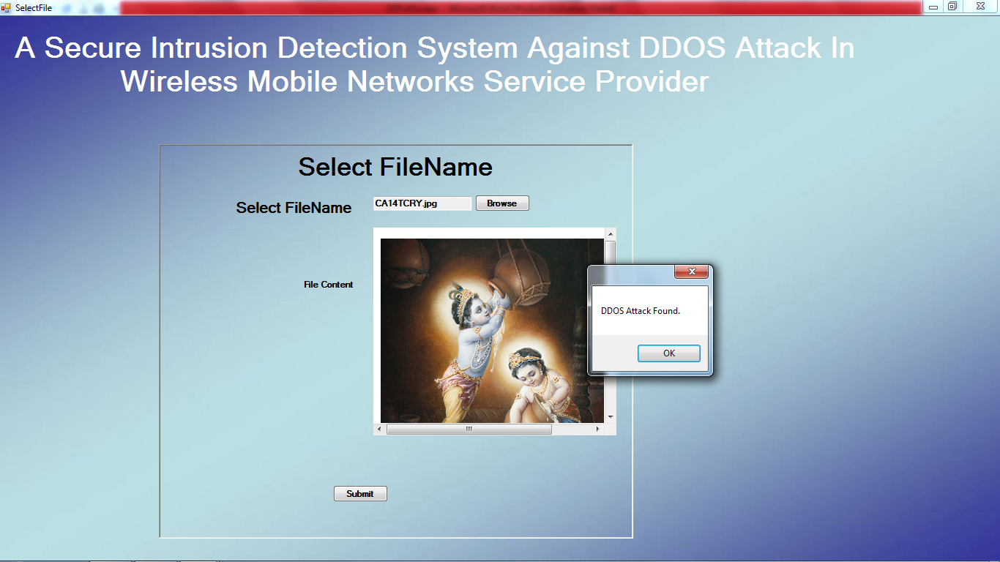 SelectFile
A Secure Intrusion Detection System Against DDOS Attack In
Wireless Mobile Networks Service Provider
Select FileName
Select FileName
CA14TCRY.jpg
Browse
File Content
DDOS Attack Found.
OK
Submit